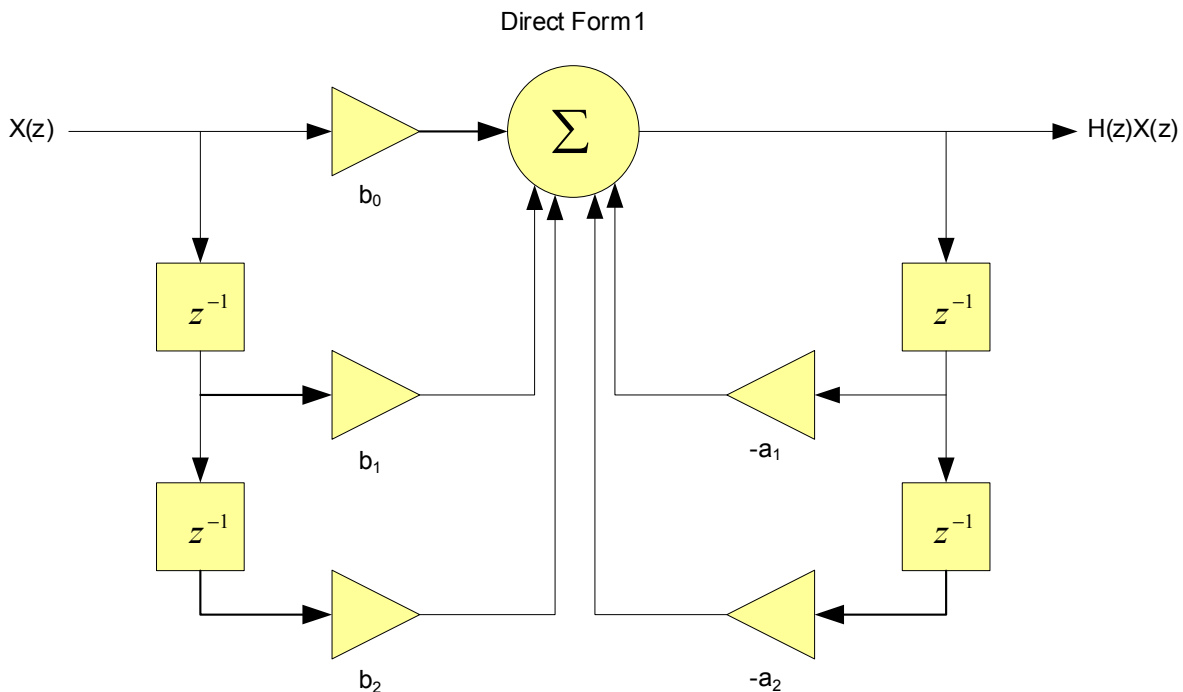 Direct Form 1
X(z)
Σ
H(z)X(z)
b₀
z⁻¹
z⁻¹
b₁
-a₁
z⁻¹
z⁻¹
b₂
-a₂